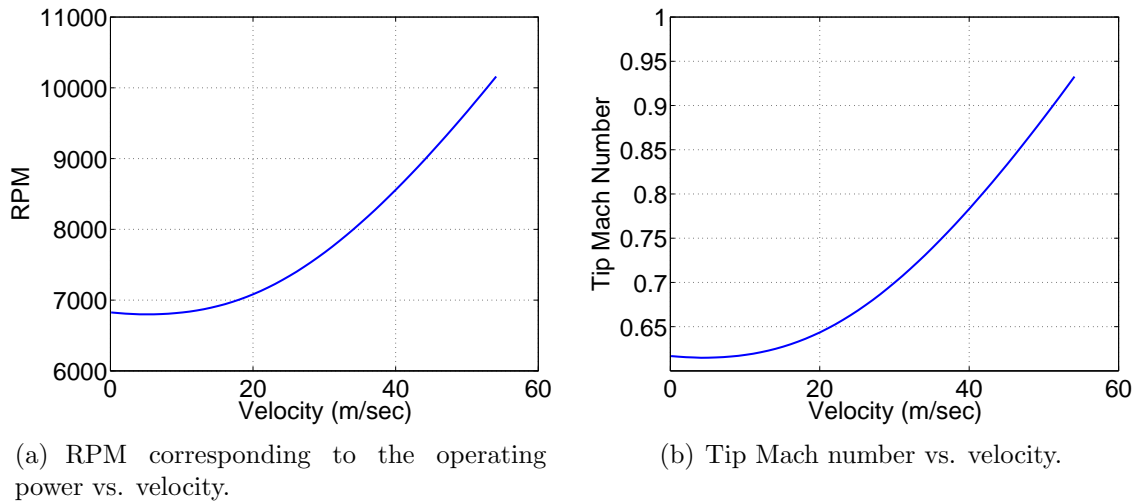 11000
10000
9000
8000
7000
6000
RPM
0 20 40 60
Velocity (m/sec)
(a) RPM corresponding to the operating
power vs. velocity.
1
0.95
0.9
0.85
0.8
0.75
0.7
0.65
Tip Mach Number
0 20 40 60
Velocity (m/sec)
(b) Tip Mach number vs. velocity.